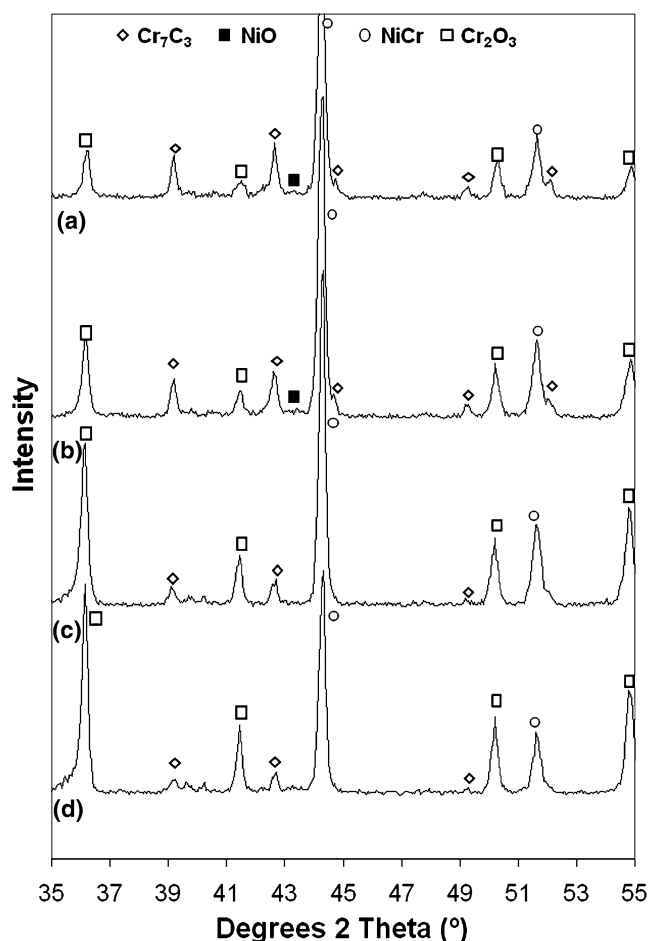 Cr₇C₃ NiO NiCr Cr₂O₃
(a)
(b)
(c)
(d)
Intensity
35 37 39 41 43 45 47 49 51 53 55
Degrees 2 Theta (º)